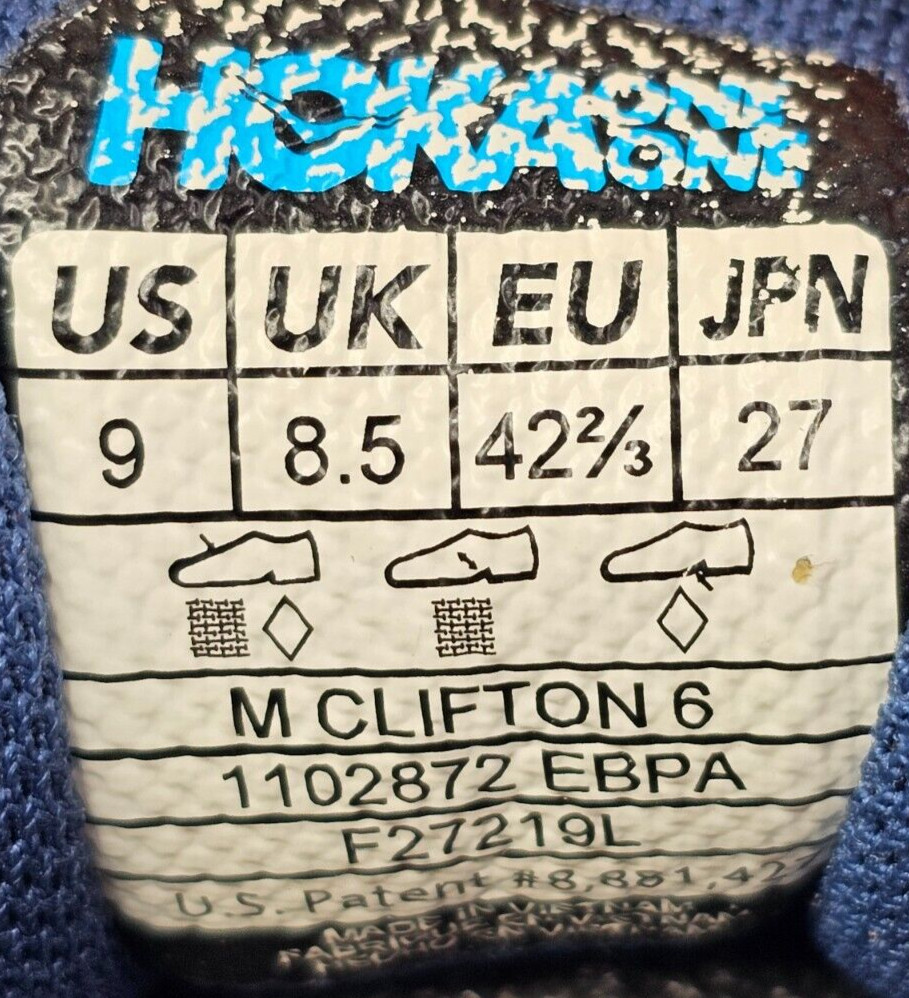 HOKA ONE ONE
US UK EU JPN
9 8.5 42⅔ 27
M CLIFTON 6
1102872 EBPA
F27219L
U.S. Patent #8,881,427
MADE IN VIETNAM